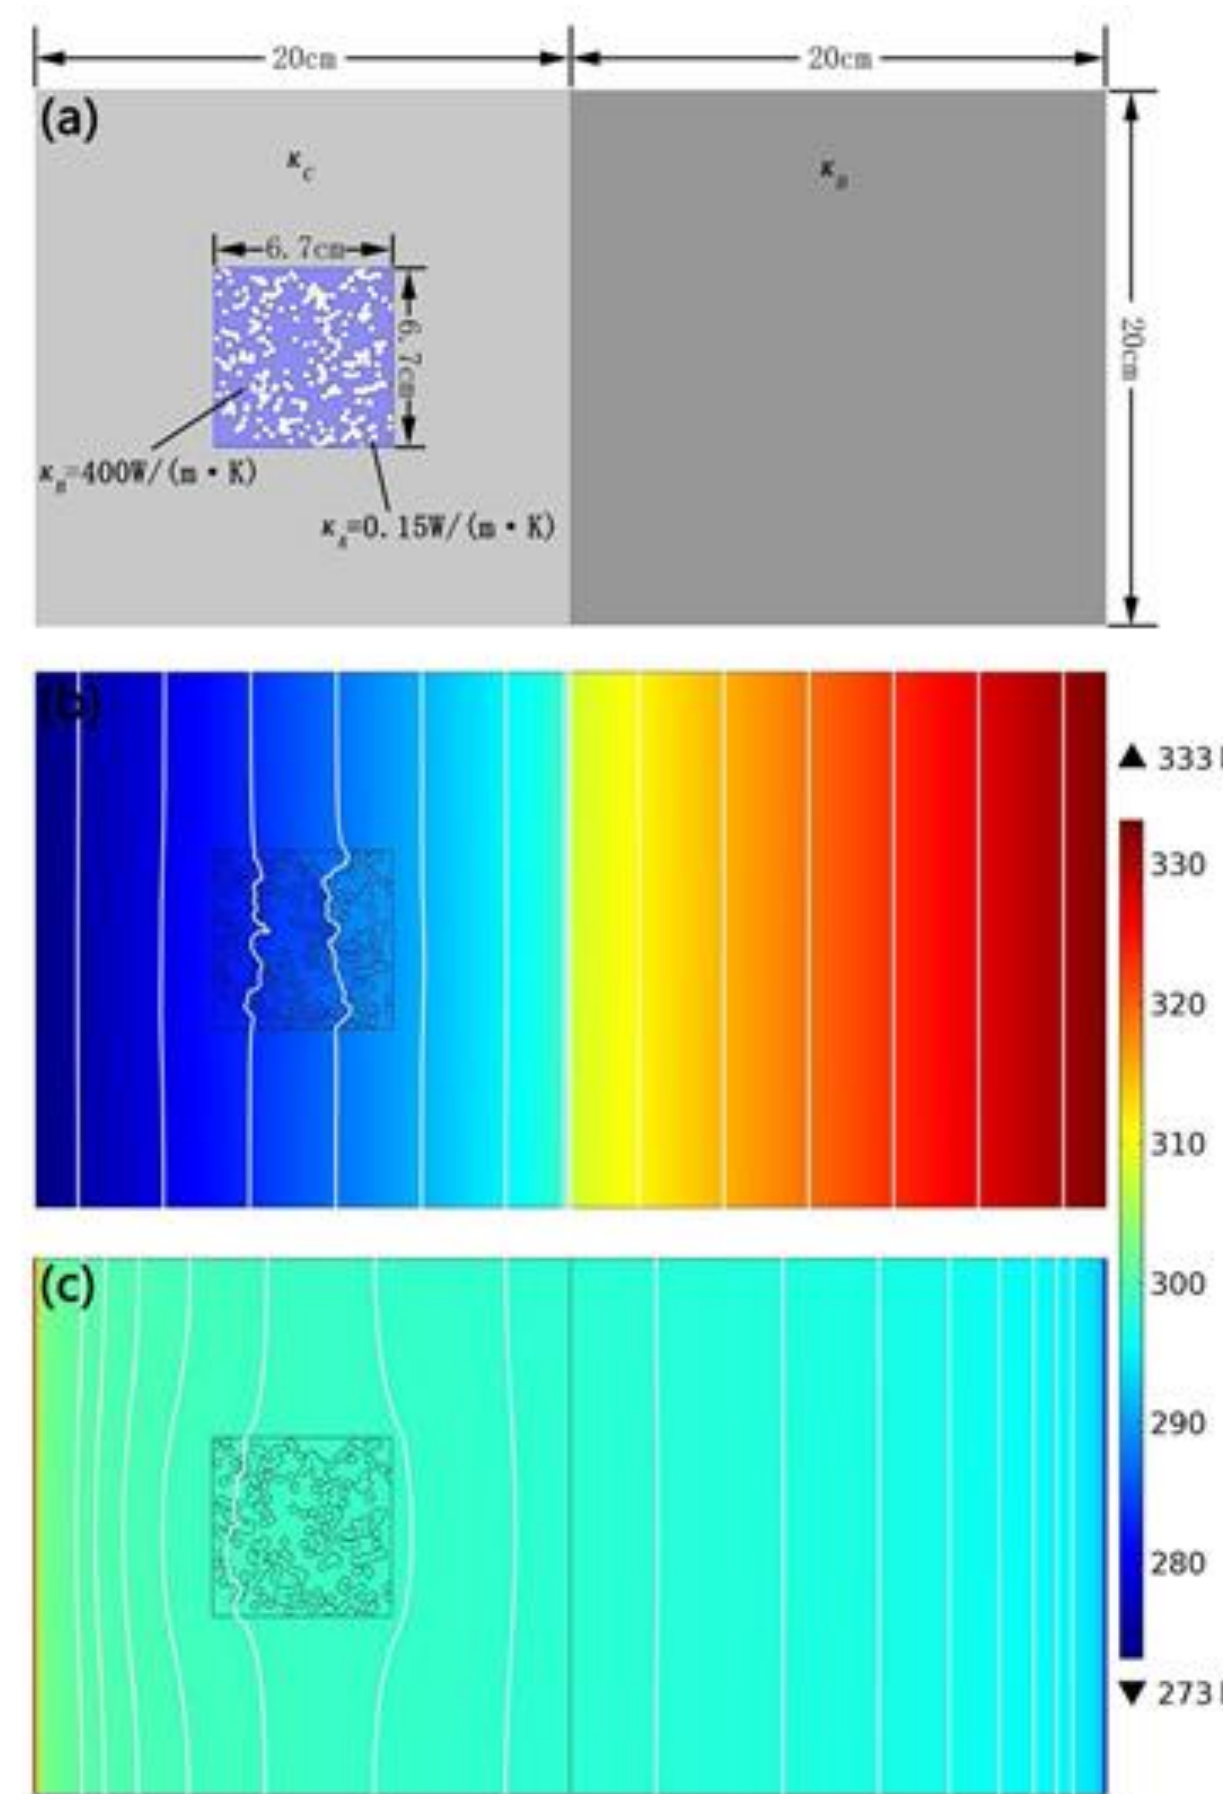 20cm 20cm
(a)
κC
κB
6.7cm
6.7cm
20cm
κB=400W/(m·K)
κA=0.15W/(m·K)
(b)
333
330
320
310
(c)
300
290
280
273